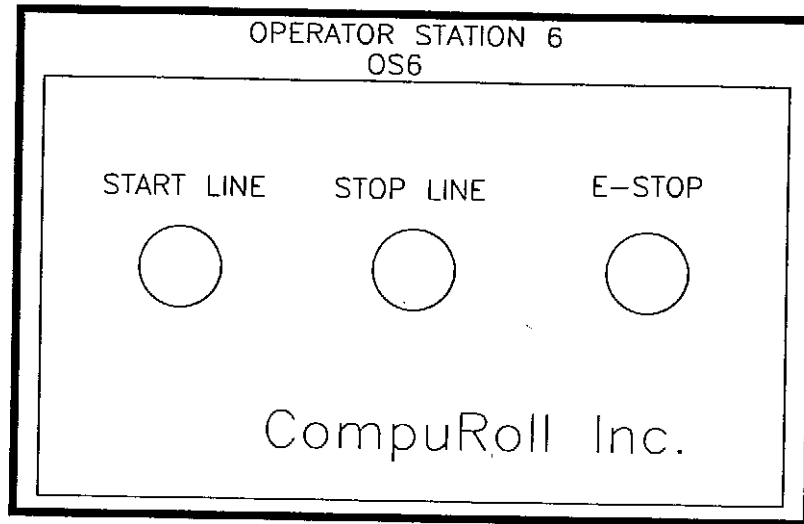 OPERATOR STATION 6
OS6
START LINE STOP LINE E-STOP
CompuRoll Inc.